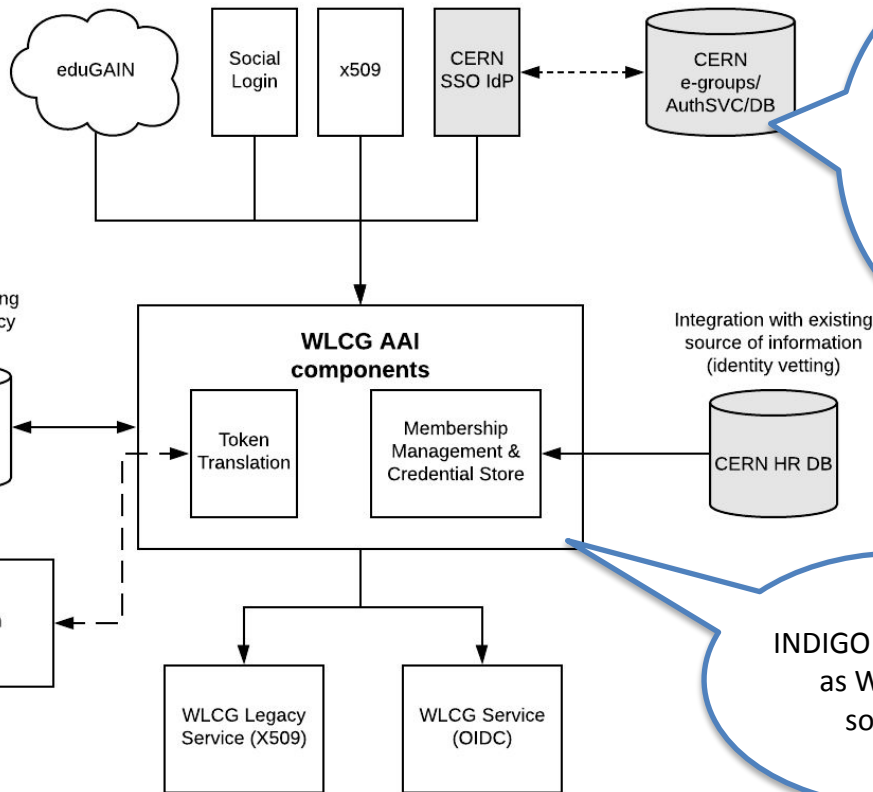 eduGAIN
Social
Login
x509
CERN
SSO IdP
CERN
e-groups/
AuthSVC/DB
WLCG AAI
components
Token
Translation
Membership
Management &
Credential Store
Integration with existing
source of information
(identity vetting)
CERN HR DB
WLCG Legacy
Service (X509)
WLCG Service
(OIDC)
INDIGO
as